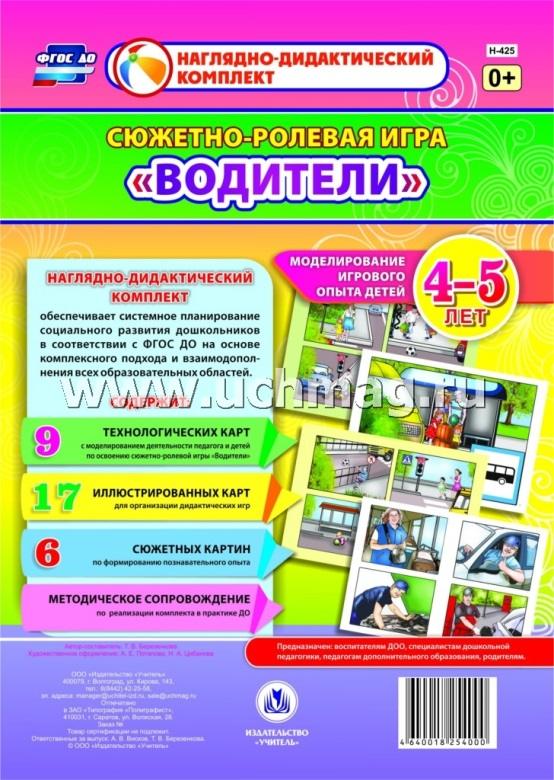 ФГОС ДО
НАГЛЯДНО-ДИДАКТИЧЕСКИЙ
КОМПЛЕКТ
Н-425
0+
СЮЖЕТНО-РОЛЕВАЯ ИГРА
«ВОДИТЕЛИ»
НАГЛЯДНО-ДИДАКТИЧЕСКИЙ
КОМПЛЕКТ
обеспечивает системное планирование
социального развития дошкольников
в соответствии с ФГОС ДО на основе
комплексного подхода и взаимодопол-
нения всех образовательных областей.
СОДЕРЖИТ:
9
ТЕХНОЛОГИЧЕСКИХ КАРТ
с моделированием деятельности педагога и детей
по освоению сюжетно-ролевой игры «Водители»
17
ИЛЛЮСТРИРОВАННЫХ КАРТ
для организации дидактических игр
6
СЮЖЕТНЫХ КАРТИН
по формированию познавательного опыта
МЕТОДИЧЕСКОЕ СОПРОВОЖДЕНИЕ
по реализации комплекта в практике ДО
МОДЕЛИРОВАНИЕ
ИГРОВОГО
ОПЫТА ДЕТЕЙ
4–5
ЛЕТ
www.uchmag.ru
Автор-составитель: Т. В. Березенкова
Художественное оформление: А. Е. Потапова, Н. А. Цибанова
ООО «Издательство «Учитель»
400079, г. Волгоград, ул. Кирова, 143,
тел.: 8(8442) 42-25-58,
эл. адреса: manager@uchitel-izd.ru, sale@uchmag.ru
Отпечатано
в ЗАО «Типография «Полиграфист»,
410031, г. Саратов, ул. Волжская, 28.
Заказ №
Товар сертификации не подлежит.
Ответственные за выпуск: А. В. Вихоов, Т. В. Березенкова.
© ООО «Издательство «Учитель»
Предназначен: воспитателям ДОО, специалистам дошкольной
педагогики, педагогам дополнительного образования, родителям.
ИЗДАТЕЛЬСТВО
«УЧИТЕЛЬ»
4 640018 254000